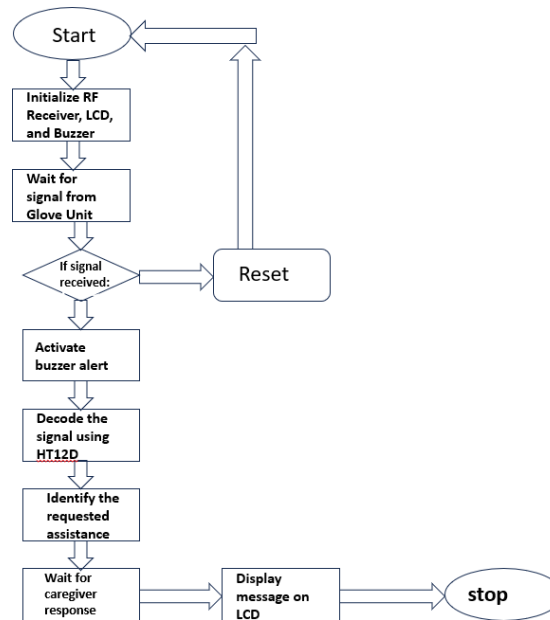 Start
Initialize RF
Receiver, LCD,
and Buzzer
Wait for
signal from
Glove Unit
If signal
received:
Reset
Activate
buzzer alert
Decode the
signal using
HT12D
Identify the
requested
assistance
Wait for
caregiver
response
Display
message on
LCD
stop